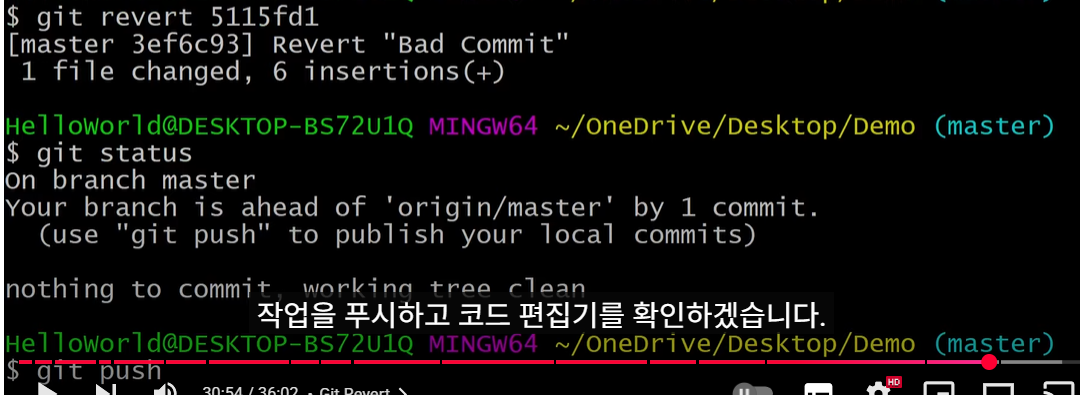 $ git revert 5115fd1
[master 3ef6c93] Revert "Bad Commit"
 1 file changed, 6 insertions(+)
HelloWorld@DESKTOP-BS72U1Q MINGW64 ~/OneDrive/Desktop/Demo (master)
$ git status
On branch master
Your branch is ahead of 'origin/master' by 1 commit.
  (use "git push" to publish your local commits)
nothing to commit, working tree clean
작업을 푸시하고 코드 편집기를 확인하겠습니다.
HelloWorld@DESKTOP-BS72U1Q MINGW64 ~/OneDrive/Desktop/Demo (master)
$ git push
30:54 / 36:02 • Git Revert
HD